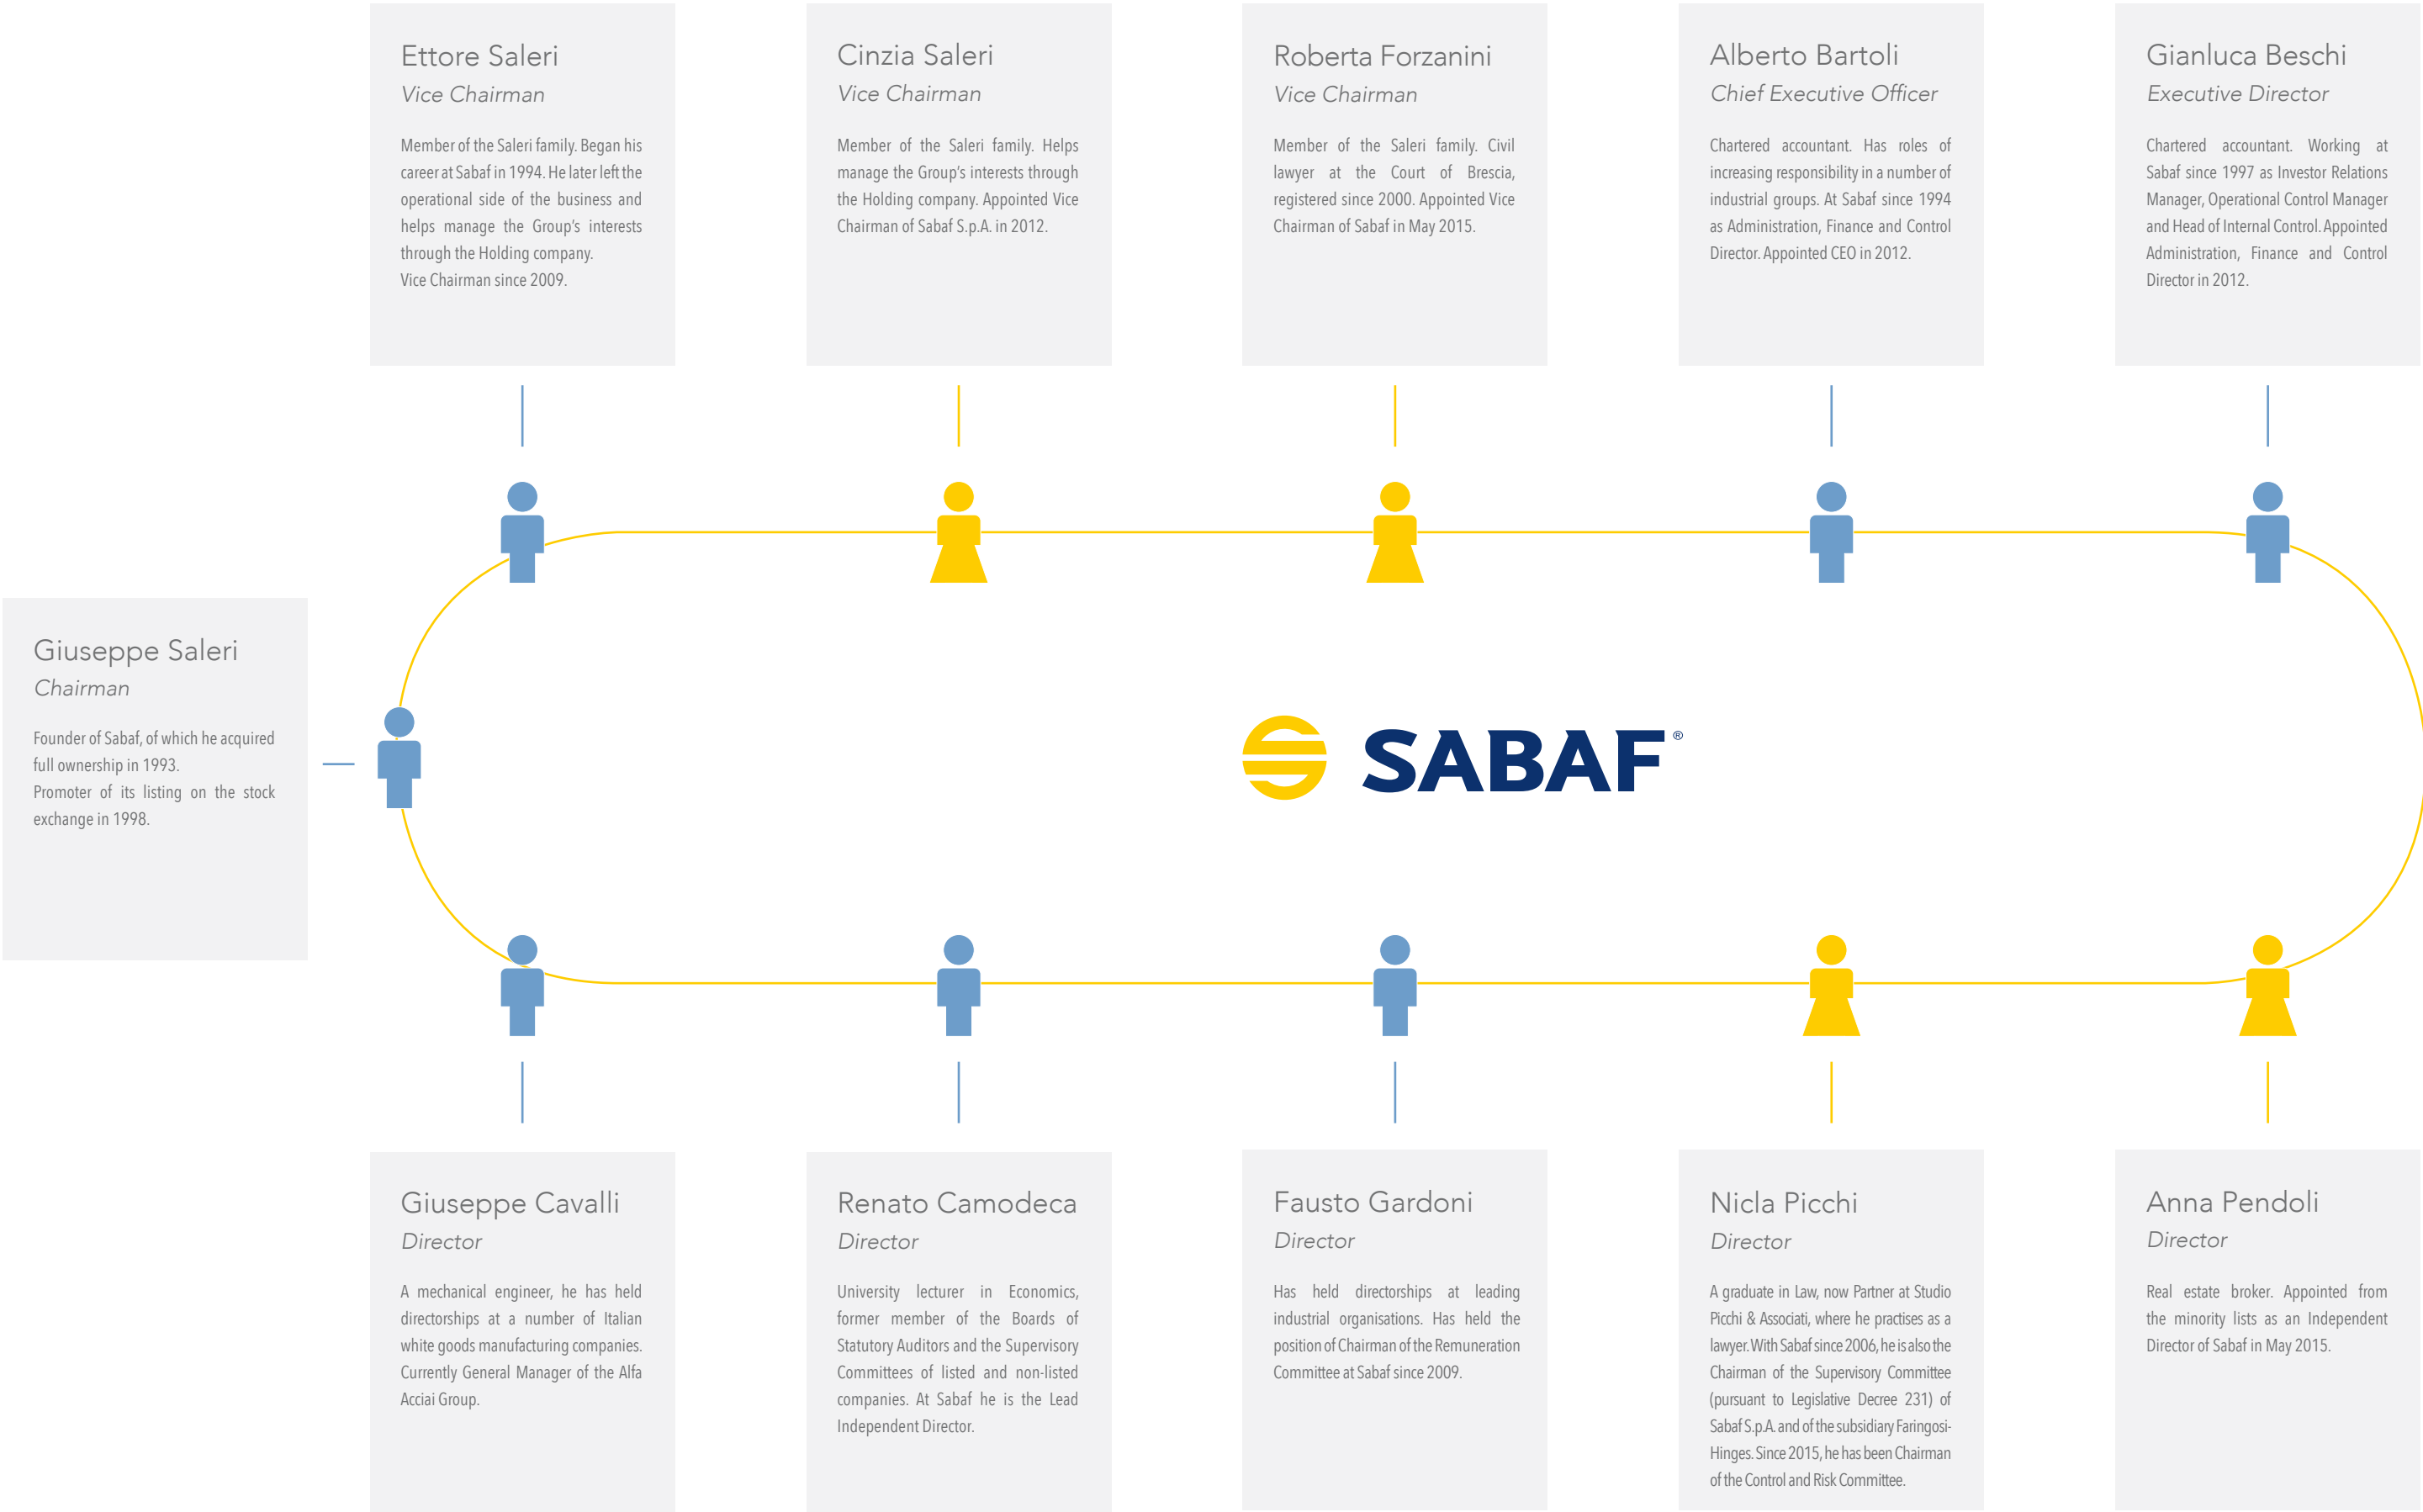 Ettore Saleri
Vice Chairman
Member of the Saleri family. Began his
career at Sabaf in 1994. He later left the
operational side of the business and
helps manage the Group's interests
through the Holding company.
Vice Chairman since 2009.
Cinzia Saleri
Vice Chairman
Member of the Saleri family. Helps
manage the Group's interests through
the Holding company. Appointed Vice
Chairman of Sabaf S.p.A. in 2012.
Roberta Forzanini
Vice Chairman
Member of the Saleri family. Civil
lawyer at the Court of Brescia,
registered since 2000. Appointed Vice
Chairman of Sabaf in May 2015.
Alberto Bartoli
Chief Executive Officer
Chartered accountant. Has roles of
increasing responsibility in a number of
industrial groups. At Sabaf since 1994
as Administration, Finance and Control
Director. Appointed CEO in 2012.
Gianluca Beschi
Executive Director
Chartered accountant. Working at
Sabaf since 1997 as Investor Relations
Manager, Operational Control Manager
and Head of Internal Control. Appointed
Administration, Finance and Control
Director in 2012.
Giuseppe Saleri
Chairman
Founder of Sabaf, of which he acquired
full ownership in 1993.
Promoter of its listing on the stock
exchange in 1998.
SABAF®
Giuseppe Cavalli
Director
A mechanical engineer, he has held
directorships at a number of Italian
white goods manufacturing companies.
Currently General Manager of the Alfa
Acciai Group.
Renato Camodeca
Director
University lecturer in Economics,
former member of the Boards of
Statutory Auditors and the Supervisory
Committees of listed and non-listed
companies. At Sabaf he is the Lead
Independent Director.
Fausto Gardoni
Director
Has held directorships at leading
industrial organisations. Has held the
position of Chairman of the Remuneration
Committee at Sabaf since 2009.
Nicla Picchi
Director
A graduate in Law, now Partner at Studio
Picchi & Associati, where he practises as a
lawyer. With Sabaf since 2006, he is also the
Chairman of the Supervisory Committee
(pursuant to Legislative Decree 231) of
Sabaf S.p.A. and of the subsidiary Faringosi-
Hinges. Since 2015, he has been Chairman
of the Control and Risk Committee.
Anna Pendoli
Director
Real estate broker. Appointed from
the minority lists as an Independent
Director of Sabaf in May 2015.